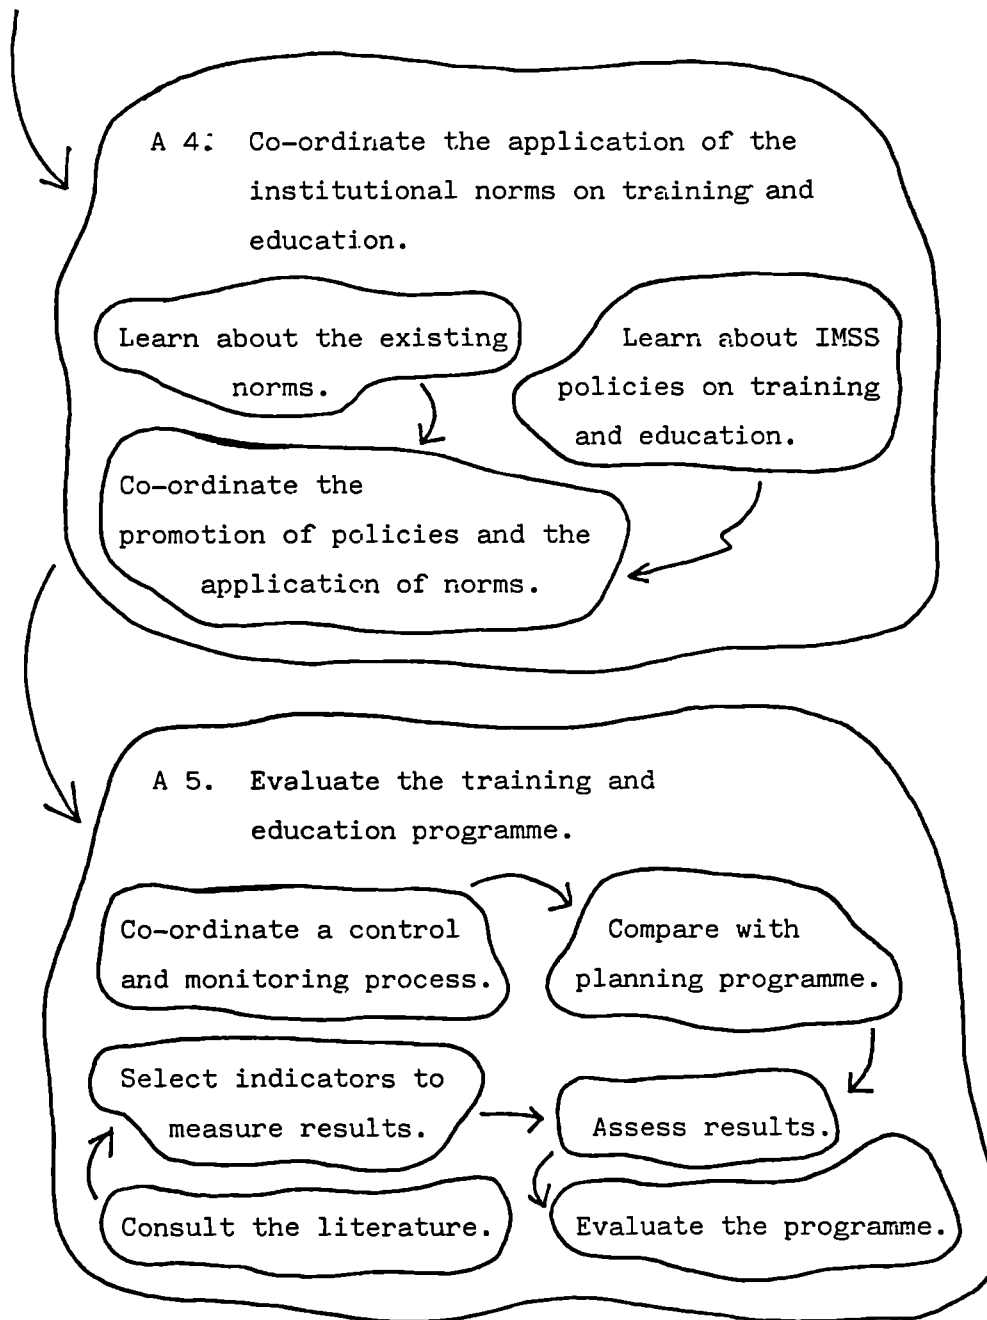 A 4. Co-ordinate the application of the
institutional norms on training and
education.
Learn about the existing
norms.
Learn about IMSS
policies on training
and education.
Co-ordinate the
promotion of policies and the
application of norms.
A 5. Evaluate the training and
education programme.
Co-ordinate a control
and monitoring process.
Compare with
planning programme.
Select indicators to
measure results.
Assess results.
Consult the literature.
Evaluate the programme.